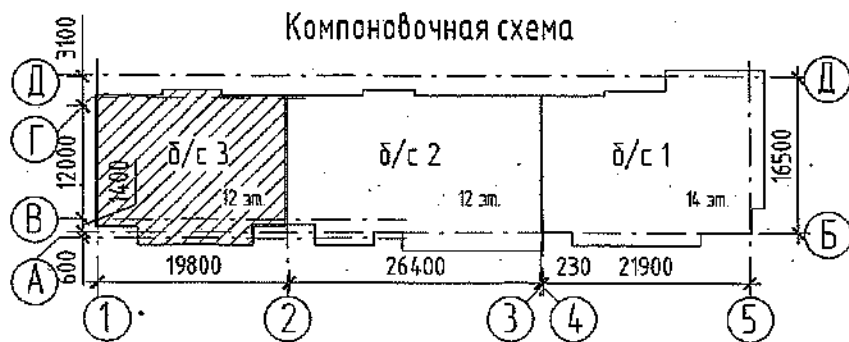 Компоновочная схема
3100
Д
Д
Г
12000
1400
б/с 3
12 эт.
б/с 2
12 эт.
б/с 1
14 эт.
16500
В
А
Б
600
19800
26400
230
21900
1
2
3
4
5